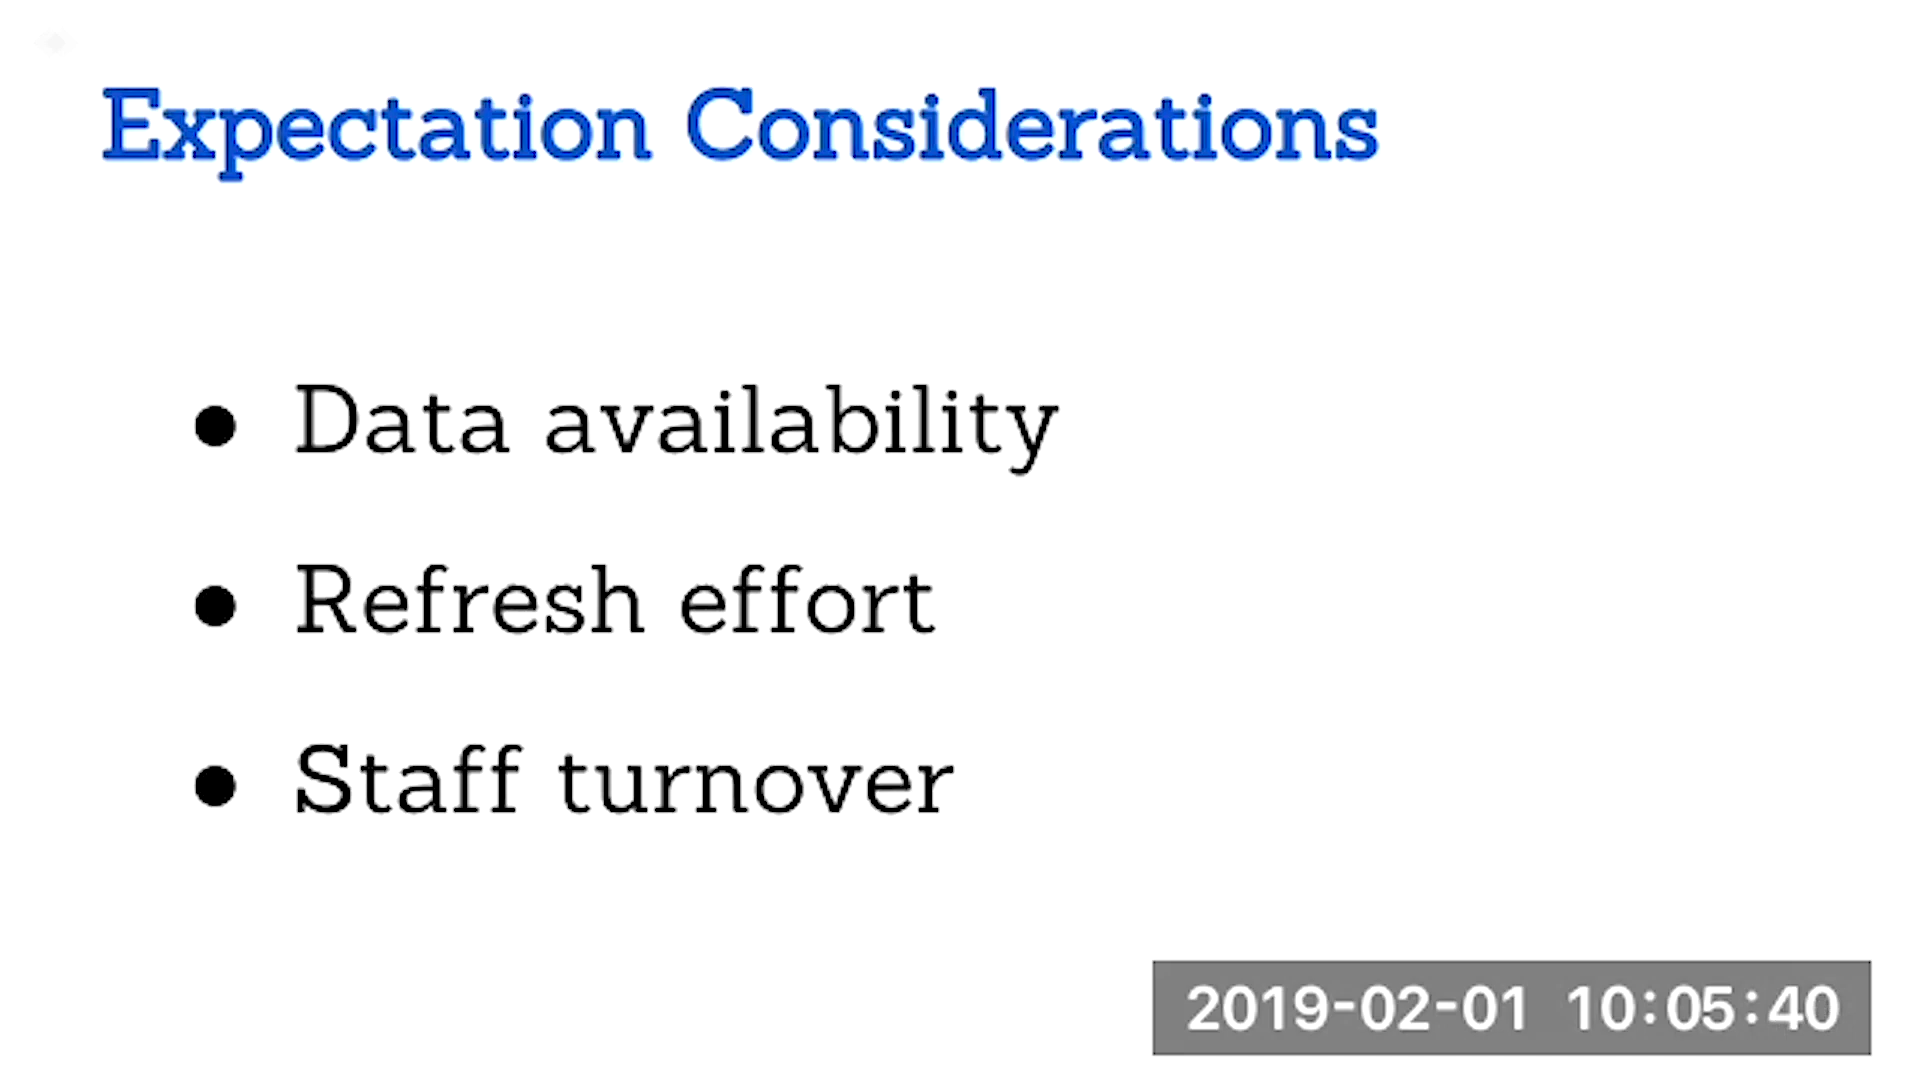 Expectation Considerations
● Data availability
● Refresh effort
● Staff turnover
2019-02-01 10:05:40